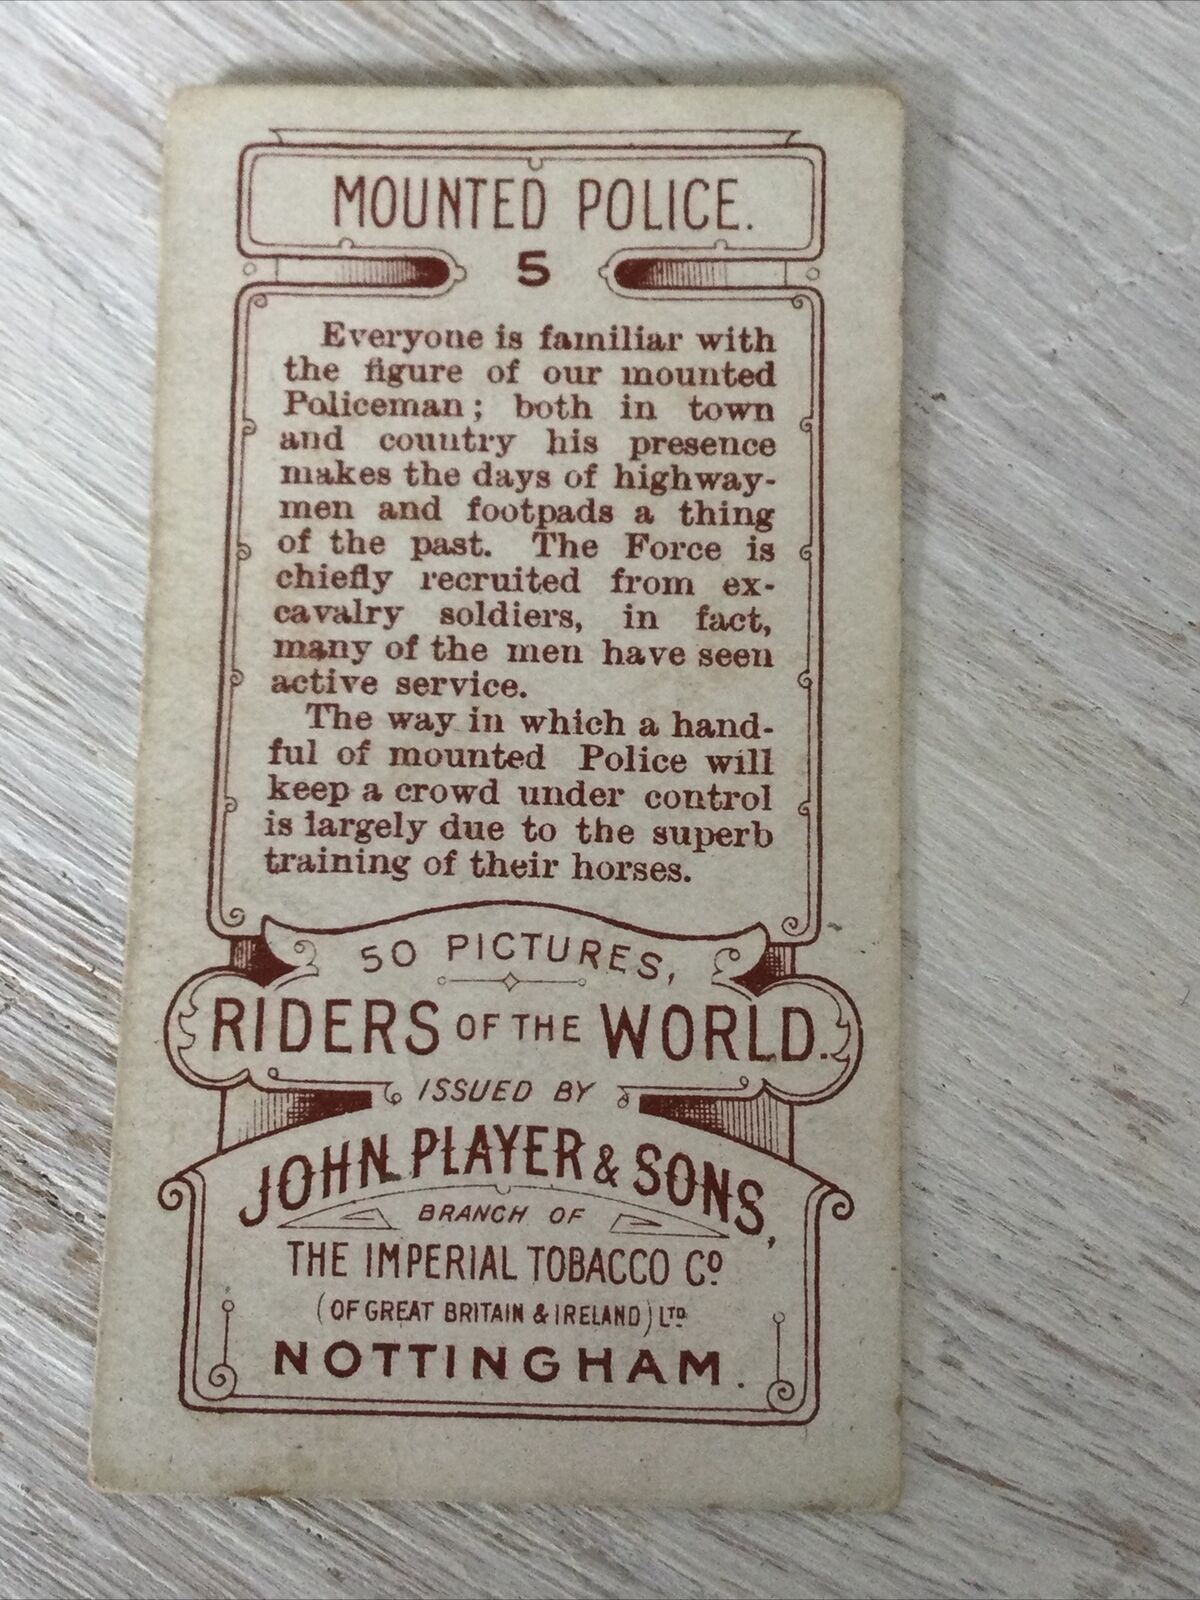 MOUNTED POLICE.
5
Everyone is familiar with
the figure of our mounted
Policeman; both in town
and country his presence
makes the days of highway-
men and footpads a thing
of the past. The Force is
chiefly recruited from ex-
cavalry soldiers, in fact,
many of the men have seen
active service.
The way in which a hand-
ful of mounted Police will
keep a crowd under control
is largely due to the superb
training of their horses.
50 PICTURES,
RIDERS OF THE WORLD.
ISSUED BY
JOHN PLAYER & SONS,
BRANCH OF
THE IMPERIAL TOBACCO Cº
(OF GREAT BRITAIN & IRELAND) LTD
NOTTINGHAM.